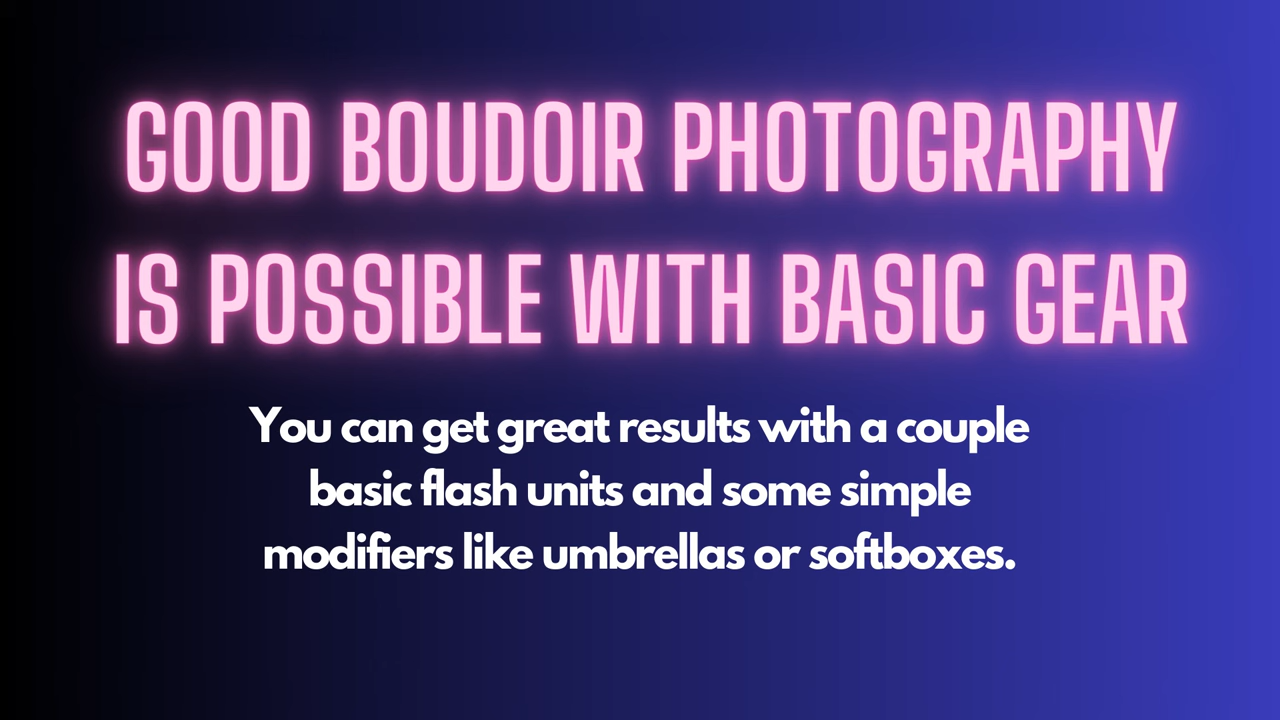 GOOD BOUDOIR PHOTOGRAPHY
IS POSSIBLE WITH BASIC GEAR
You can get great results with a couple
basic flash units and some simple
modifiers like umbrellas or softboxes.